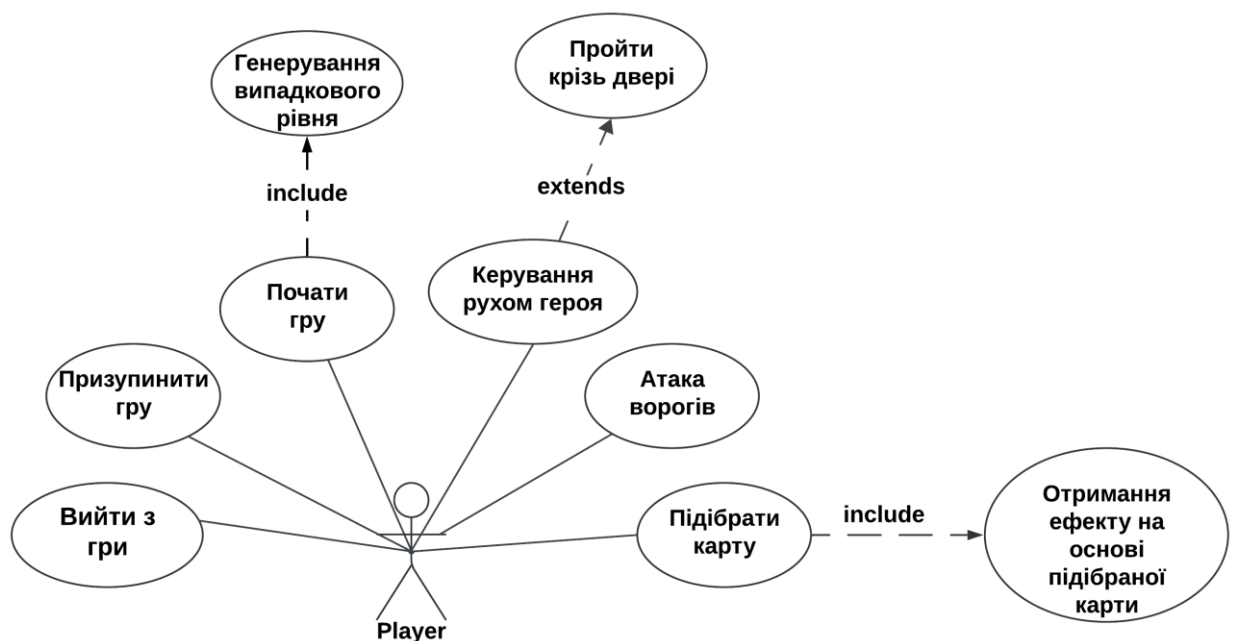 Генерування
випадкового
рівня
Пройти
крізь двері
include
extends
Почати
гру
Керування
рухом героя
Призупинити
гру
Атака
ворогів
Вийти з
гри
Підібрати
карту
include
Отримання
ефекту на
основі
підібраної
карти
Player